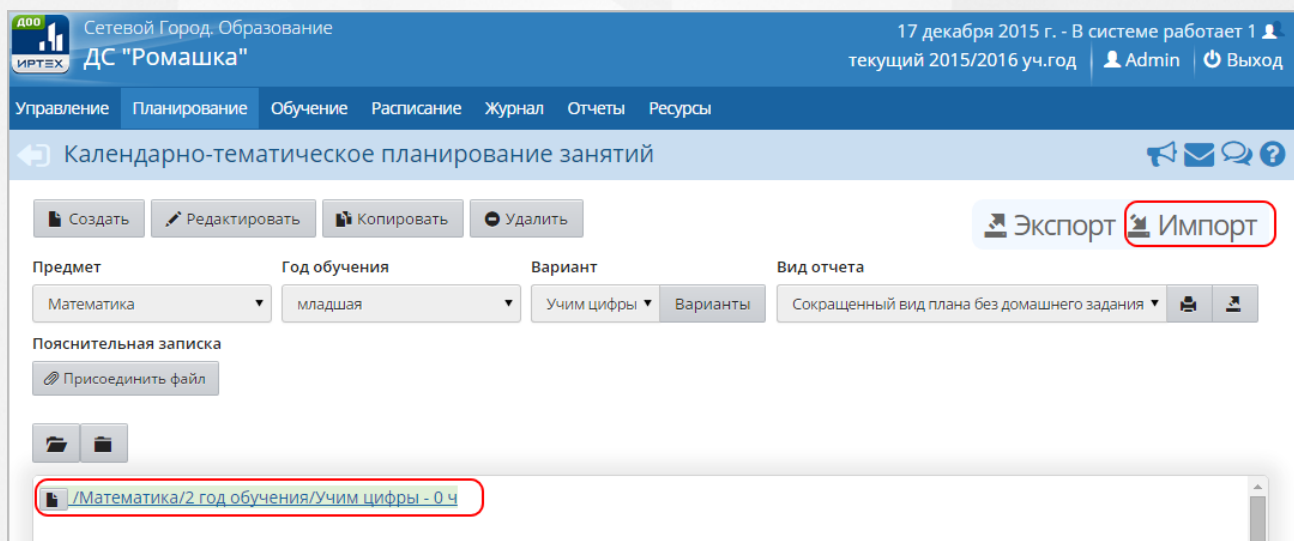 ДОО
ИРТЕХ
Сетевой Город. Образование
ДС "Ромашка"
17 декабря 2015 г. - В системе работает 1
текущий 2015/2016 уч.год Admin Выход
Управление Планирование Обучение Расписание Журнал Отчеты Ресурсы
Календарно-тематическое планирование занятий
Создать Редактировать Копировать Удалить
Экспорт Импорт
Предмет Год обучения Вариант Вид отчета
Математика младшая Учим цифры Варианты Сокращенный вид плана без домашнего задания
Пояснительная записка
Присоединить файл
/Математика/2 год обучения/Учим цифры - 0 ч